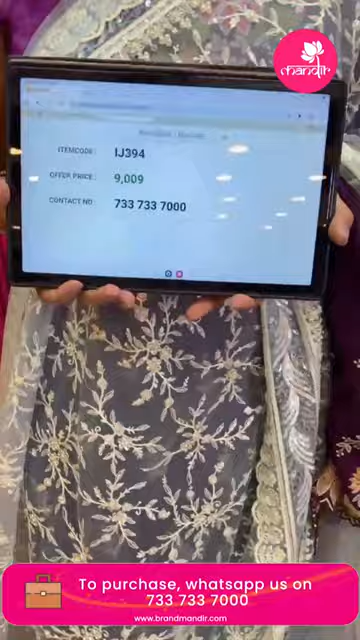 mandir
ITEMCODE : IJ394
OFFER PRICE : 9,009
CONTACT NO : 733 733 7000
To purchase, whatsapp us on
733 733 7000
www.brandmandir.com